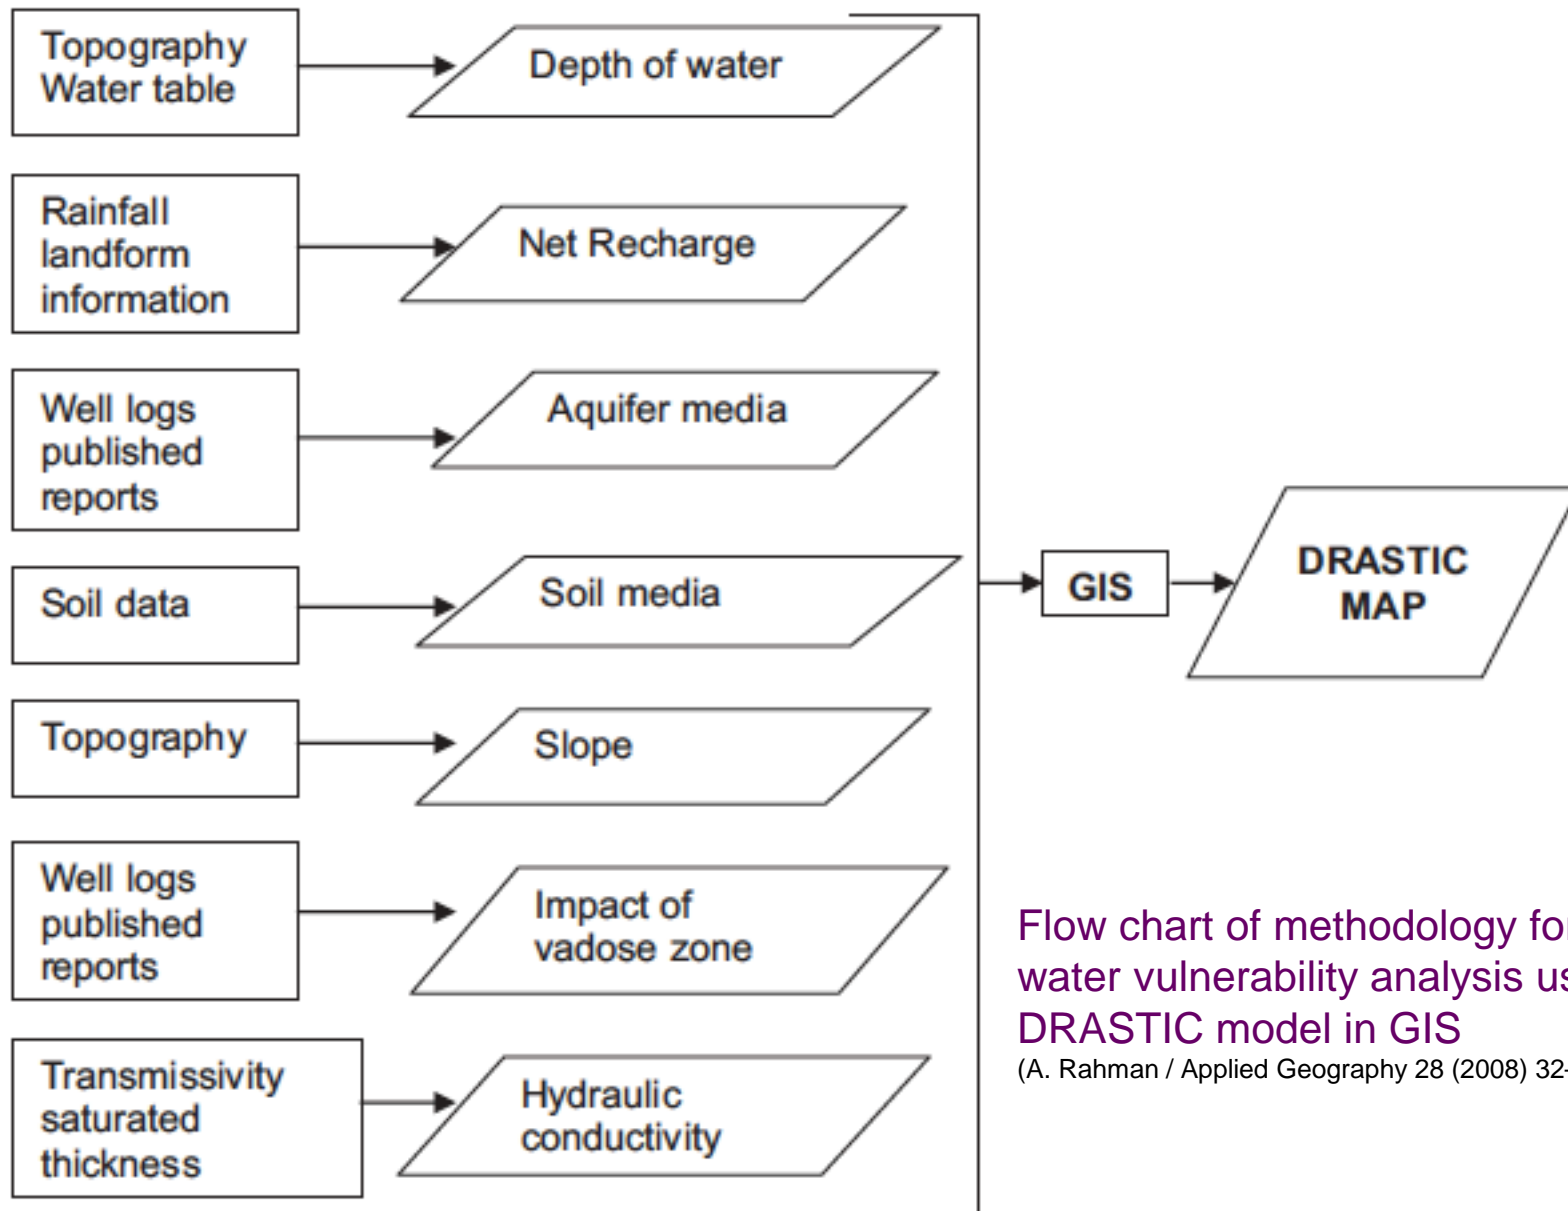 Topography
Water table
Depth of water
Rainfall
landform
information
Net Recharge
Well logs
published
reports
Aquifer media
Soil data
Soil media
Topography
Slope
Well logs
published
reports
Impact of
vadose zone
Transmissivity
saturated
thickness
Hydraulic
conductivity
GIS
DRASTIC
MAP
Flow chart of methodology for
water vulnerability analysis
DRASTIC model in GIS
(A. Rahman / Applied Geography 28 (2008) 32-